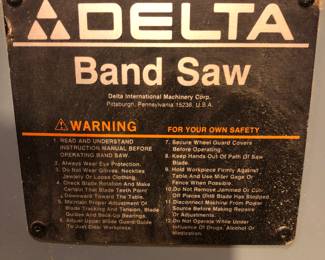 DELTA
Band Saw
Delta International Machinery Corp.
Pittsburgh, Pennsylvania 15238, U.S.A.
WARNING
FOR YOUR OWN SAFETY
1. READ AND UNDERSTAND
INSTRUCTION MANUAL BEFORE
OPERATING BAND SAW.
2. Always Wear Eye Protection.
3. Do Not Wear Gloves, Neckties
Jewelry or Loose Clothing.
4. Check Blade Rotation And Make
Certain That Blade Teeth Point
Downward Toward The Table.
5. Maintain Proper Adjustment Of
Blade Tracking And Tension, Blade
Guides And Back-Up Bearings.
6. Adjust Upper Blade Guard Guide
To Just Clear Workpiece.
7. Secure Wheel Guard Covers
Before Operating.
8. Keep Hands Out Of Path Of Saw
Blade.
9. Hold Workpiece Firmly Against
Table And Use Miter Gage Or
Fence When Possible.
10. Do Not Remove Jammed Or Cut-
Off Pieces Until Blade Has Stopped
11. Disconnect Machine From Power
Source Before Making Repairs
Or Adjustments.
12. Do Not Operate While Under
Influence Of Drugs, Alcohol Or
Medication.